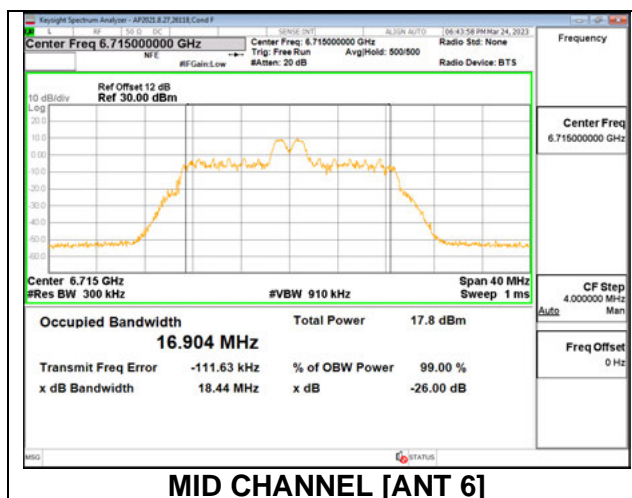 Keysight Spectrum Analyzer - AP2021.8.27,26118,Cond F
L RF 50 Ω DC SENSE:INT ALIGN AUTO 06:43:58 PM Mar 24, 2023
Center Freq 6.715000000 GHz Center Freq: 6.715000000 GHz Radio Std: None Frequency
NFE Trig: Free Run Avg|Hold: 500/500
#IFGain:Low #Atten: 20 dB Radio Device: BTS
Ref Offset 12 dB
10 dB/div Ref 30.00 dBm
Log
20.0
10.0
0.00
-10.0
-20.0
-30.0
-40.0
-50.0
-60.0
Center Freq
6.715000000 GHz
Center 6.715 GHz Span 40 MHz
#Res BW 300 kHz #VBW 910 kHz Sweep 1 ms
CF Step
4.000000 MHz
Auto Man
Occupied Bandwidth Total Power 17.8 dBm
16.904 MHz
Freq Offset
0 Hz
Transmit Freq Error -111.63 kHz % of OBW Power 99.00 %
x dB Bandwidth 18.44 MHz x dB -26.00 dB
MSG STATUS
MID CHANNEL [ANT 6]